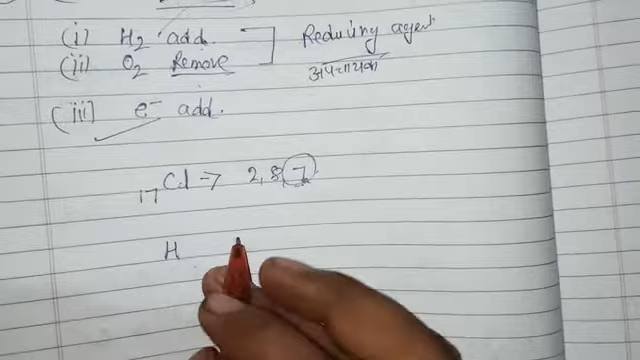 (i) H2 add. Reducing agent
(ii) O2 Remove अपचायक
(iii) e- add.
17Cl → 2,8,7
H